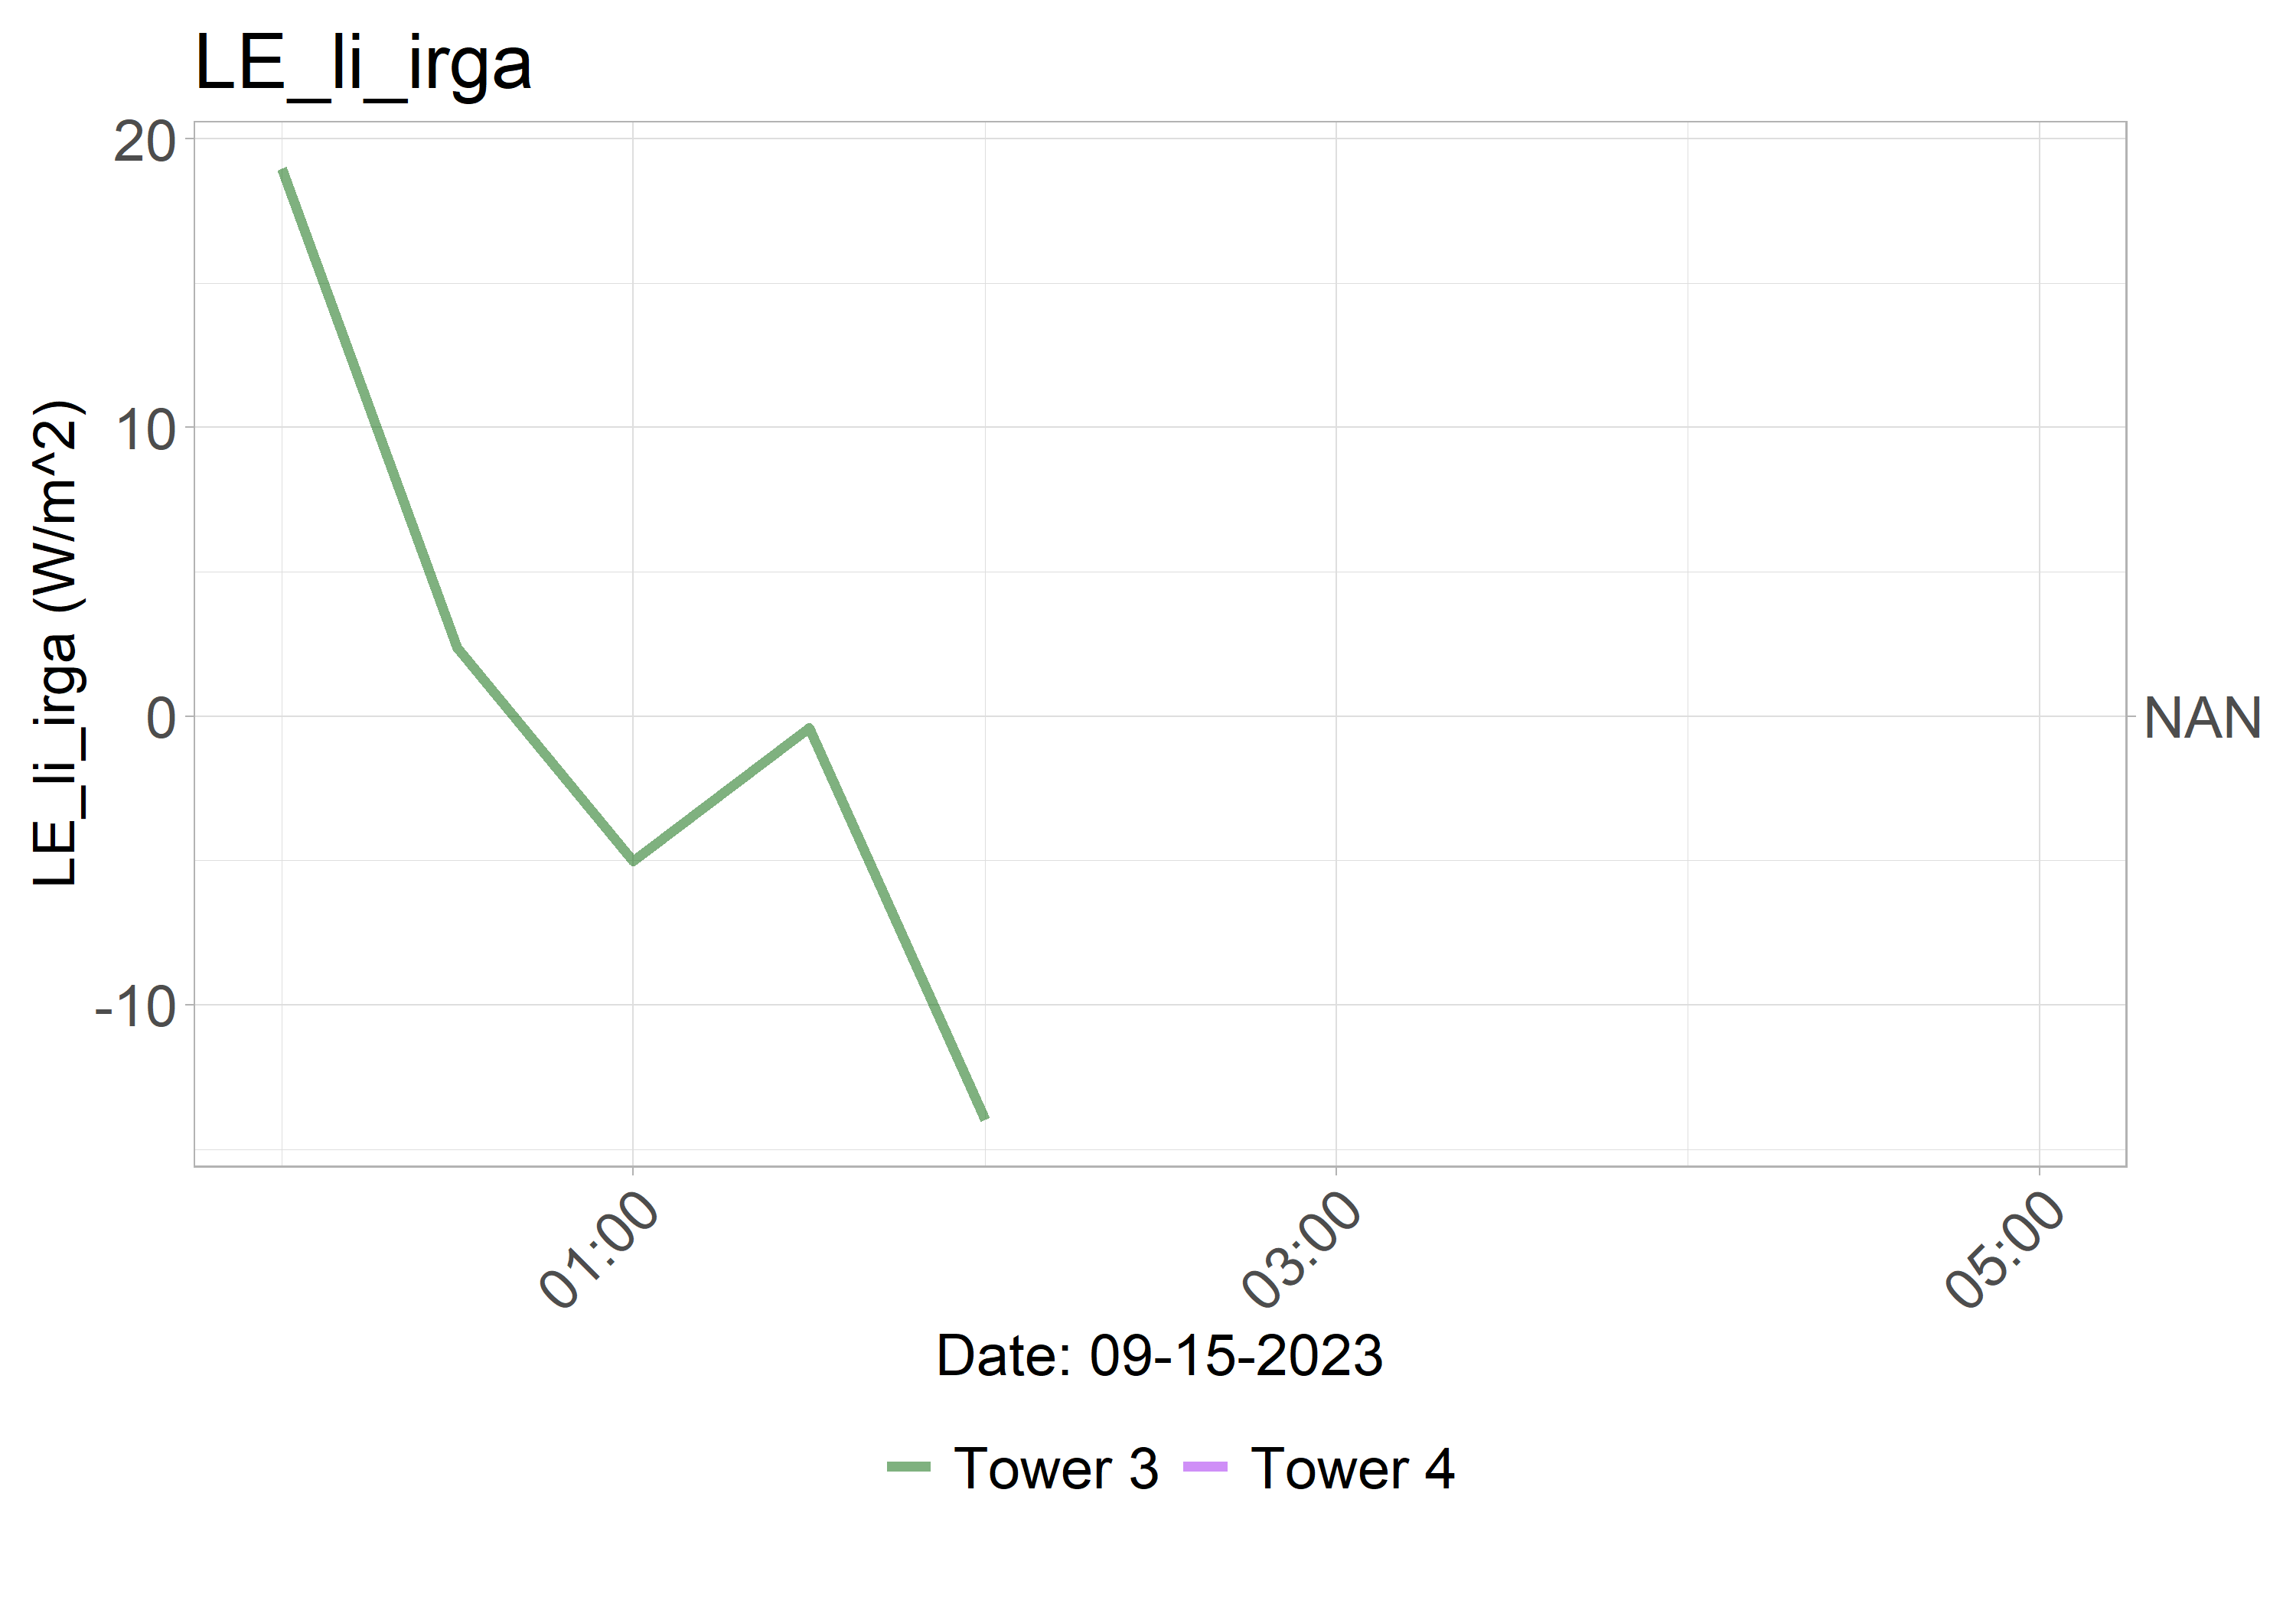 LE_li_irga
LE_li_irga (W/m^2)
20
10
0
-10
NAN
01:00
03:00
05:00
Date: 09-15-2023
Tower 3
Tower 4